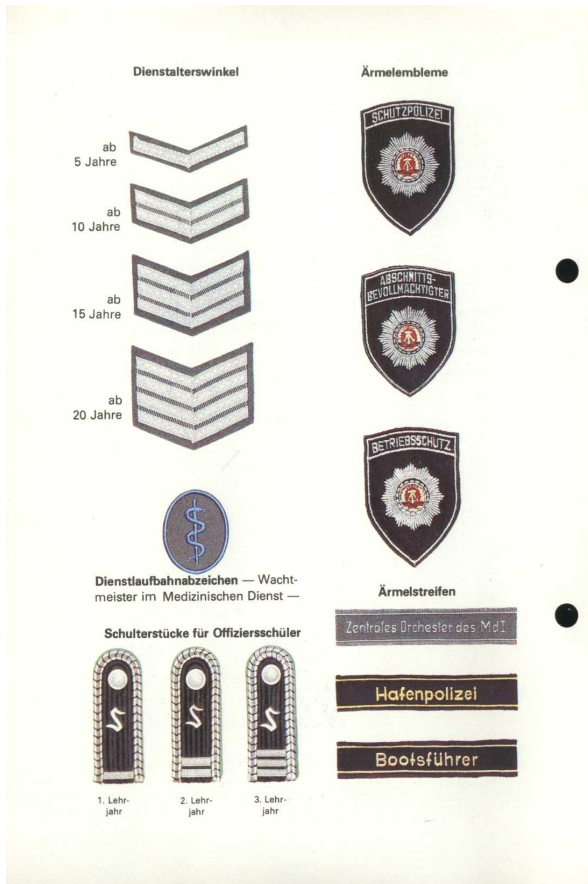 Dienstalterswinkel
ab
5 Jahre
ab
10 Jahre
ab
15 Jahre
ab
20 Jahre
Dienstlaufbahnabzeichen — Wacht-
meister im Medizinischen Dienst —
Schulterstücke für Offiziersschüler
1. Lehr-
jahr
2. Lehr-
jahr
3. Lehr-
jahr
Ärmelembleme
SCHUTZPOLIZEI
ABSCHNITTS-
BEVOLLMÄCHTIGTER
BETRIEBSSCHUTZ
Ärmelstreifen
Zentrales Orchester des MdI
Hafenpolizei
Bootsführer